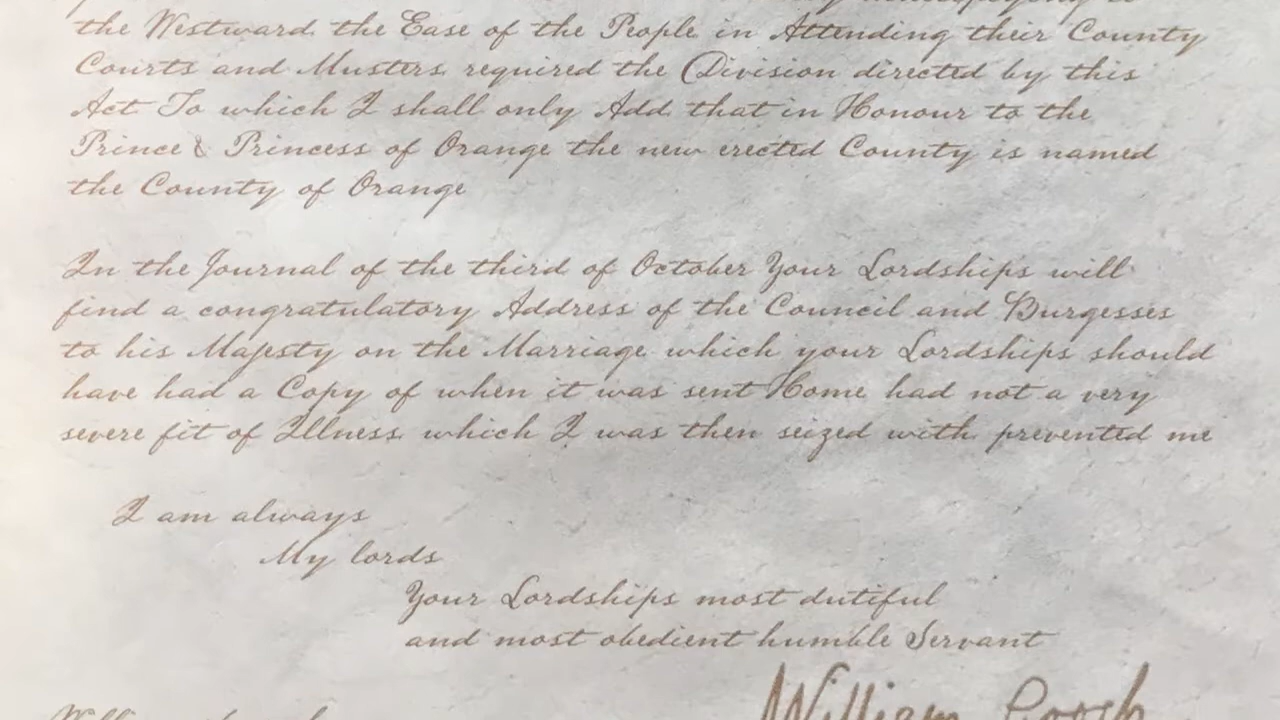 the Westward the Ease of the People in Attending their County
Courts and Musters required the Division directed by this
Act To which I shall only Add that in Honour to the
Prince & Princess of Orange the new erected County is named
the County of Orange
In the Journal of the third of October Your Lordships will
find a congratulatory Address of the Council and Burgesses
to his Majesty on the Marriage which your Lordships should
have had a Copy of when it was sent Home had not a very
severe fit of Illness which I was then seized with prevented me
I am always
My lords
Your Lordships most dutiful
and most obedient humble Servant
William Gooch